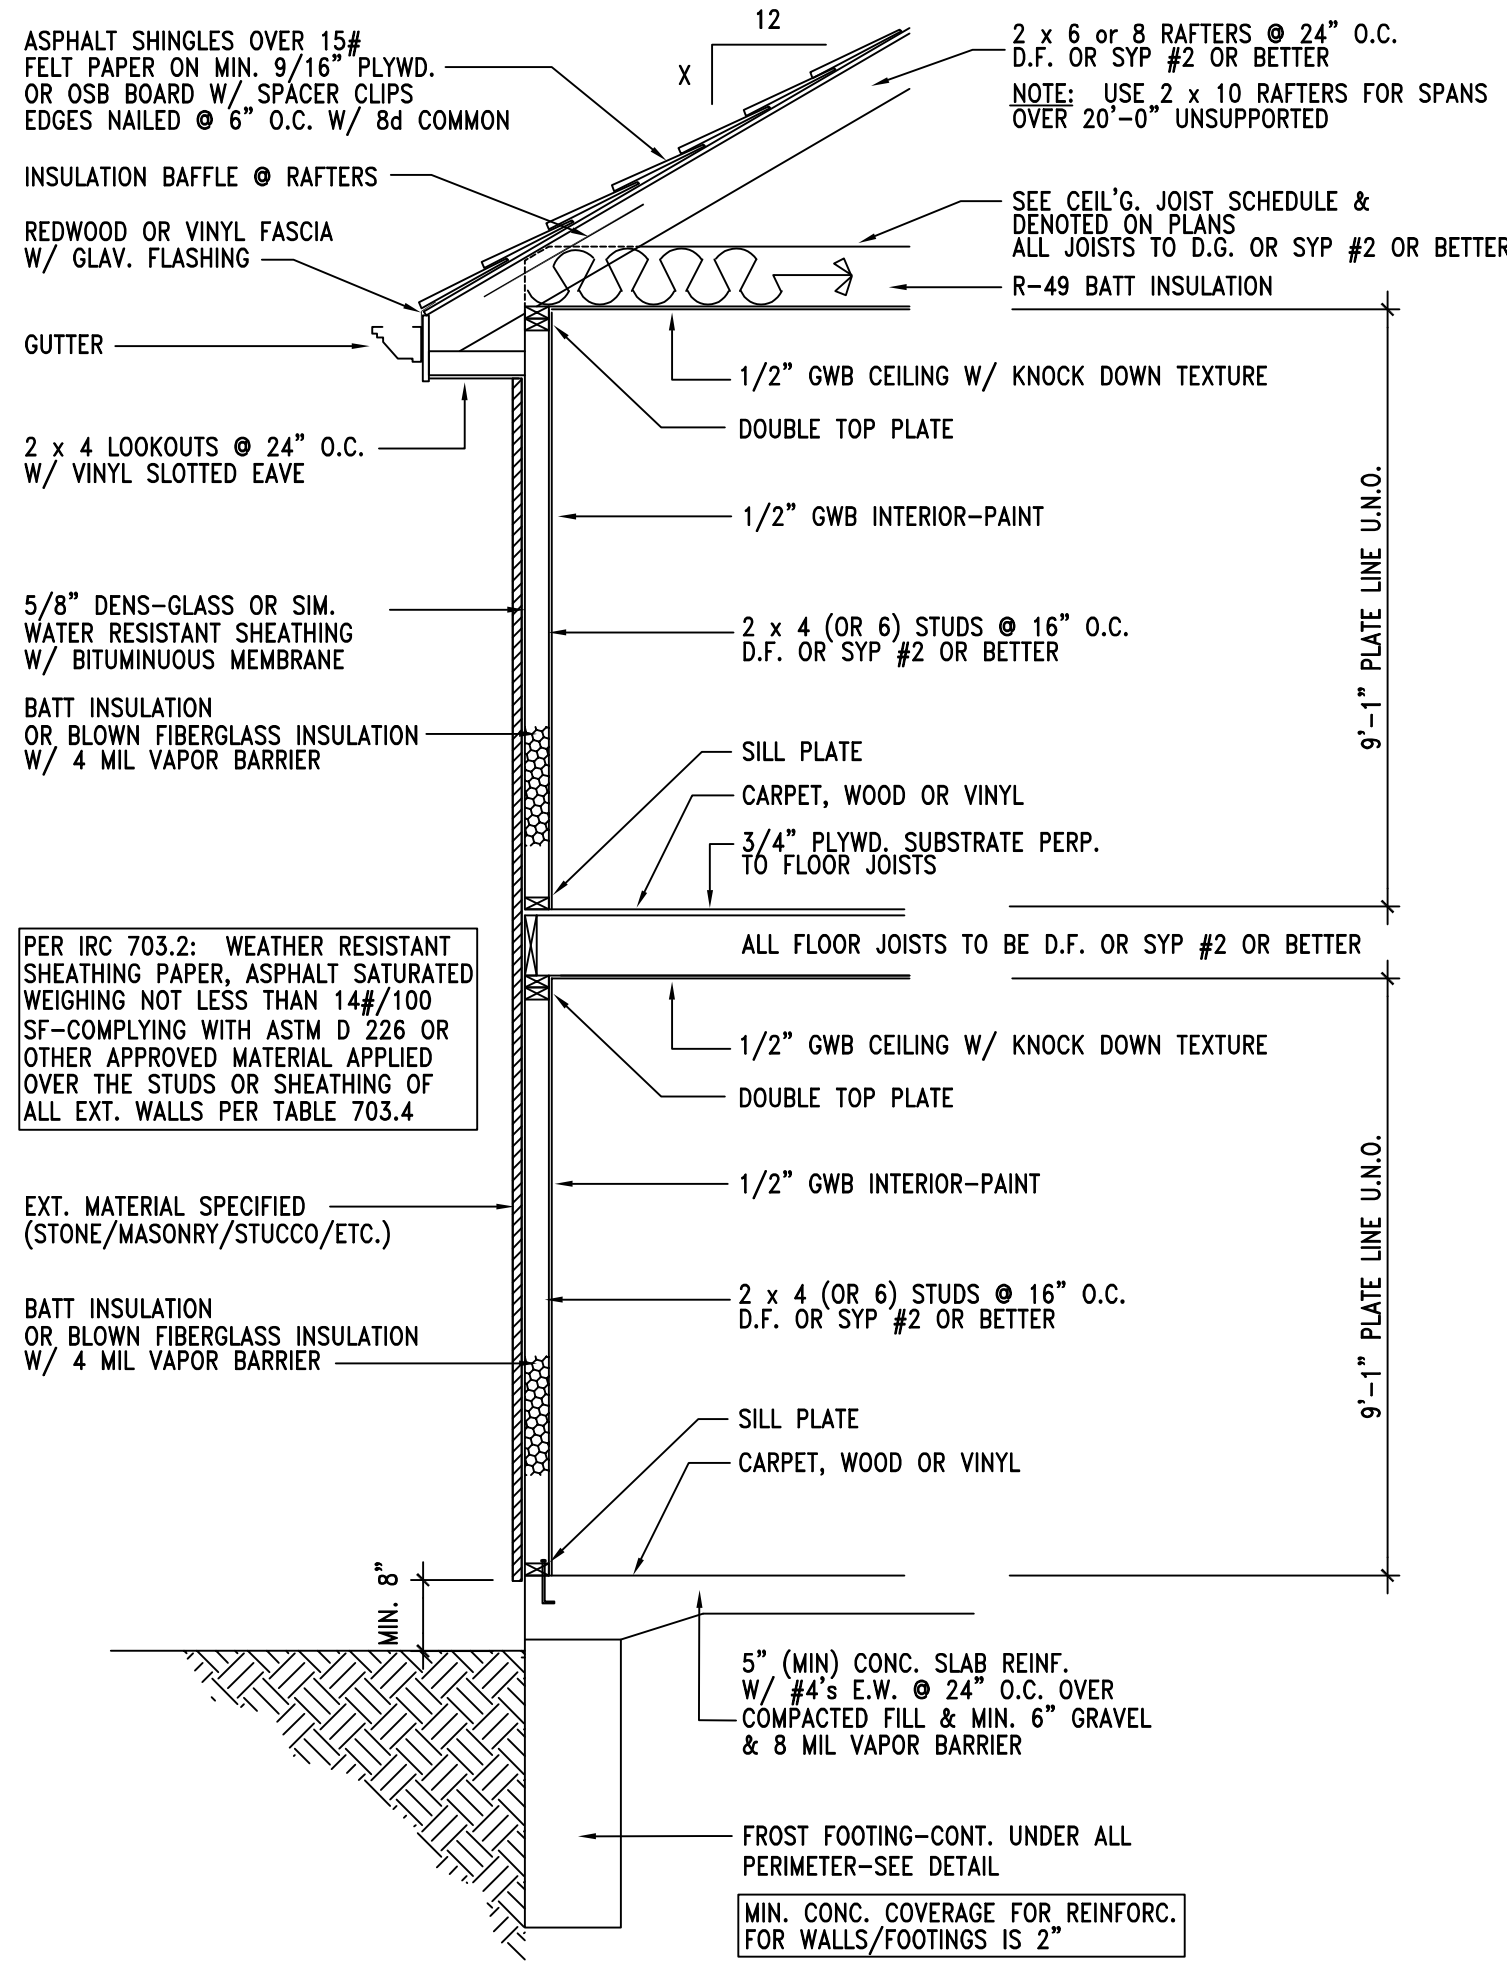 12
X
ASPHALT SHINGLES OVER 15#
FELT PAPER ON MIN. 9/16" PLYWD.
OR OSB BOARD W/ SPACER CLIPS
EDGES NAILED @ 6" O.C. W/ 8d COMMON
INSULATION BAFFLE @ RAFTERS
REDWOOD OR VINYL FASCIA
W/ GLAV. FLASHING
GUTTER
2 x 4 LOOKOUTS @ 24" O.C.
W/ VINYL SLOTTED EAVE
5/8" DENS-GLASS OR SIM.
WATER RESISTANT SHEATHING
W/ BITUMINUOUS MEMBRANE
BATT INSULATION
OR BLOWN FIBERGLASS INSULATION
W/ 4 MIL VAPOR BARRIER
PER IRC 703.2: WEATHER RESISTANT
SHEATHING PAPER, ASPHALT SATURATED
WEIGHING NOT LESS THAN 14#/100
SF-COMPLYING WITH ASTM D 226 OR
OTHER APPROVED MATERIAL APPLIED
OVER THE STUDS OR SHEATHING OF
ALL EXT. WALLS PER TABLE 703.4
EXT. MATERIAL SPECIFIED
(STONE/MASONRY/STUCCO/ETC.)
BATT INSULATION
OR BLOWN FIBERGLASS INSULATION
W/ 4 MIL VAPOR BARRIER
MIN. 8"
2 x 6 or 8 RAFTERS @ 24" O.C.
D.F. OR SYP #2 OR BETTER
NOTE: USE 2 x 10 RAFTERS FOR SPANS
OVER 20'-0" UNSUPPORTED
SEE CEIL'G. JOIST SCHEDULE &
DENOTED ON PLANS
ALL JOISTS TO D.G. OR SYP #2 OR BETTER
R-49 BATT INSULATION
1/2" GWB CEILING W/ KNOCK DOWN TEXTURE
DOUBLE TOP PLATE
1/2" GWB INTERIOR-PAINT
2 x 4 (OR 6) STUDS @ 16" O.C.
D.F. OR SYP #2 OR BETTER
SILL PLATE
CARPET, WOOD OR VINYL
3/4" PLYWD. SUBSTRATE PERP.
TO FLOOR JOISTS
9'-1" PLATE LINE U.N.O.
ALL FLOOR JOISTS TO BE D.F. OR SYP #2 OR BETTER
1/2" GWB CEILING W/ KNOCK DOWN TEXTURE
DOUBLE TOP PLATE
1/2" GWB INTERIOR-PAINT
2 x 4 (OR 6) STUDS @ 16" O.C.
D.F. OR SYP #2 OR BETTER
SILL PLATE
CARPET, WOOD OR VINYL
9'-1" PLATE LINE U.N.O.
5" (MIN) CONC. SLAB REINF.
W/ #4's E.W. @ 24" O.C. OVER
COMPACTED FILL & MIN. 6" GRAVEL
& 8 MIL VAPOR BARRIER
FROST FOOTING-CONT. UNDER ALL
PERIMETER-SEE DETAIL
MIN. CONC. COVERAGE FOR REINFORC.
FOR WALLS/FOOTINGS IS 2"